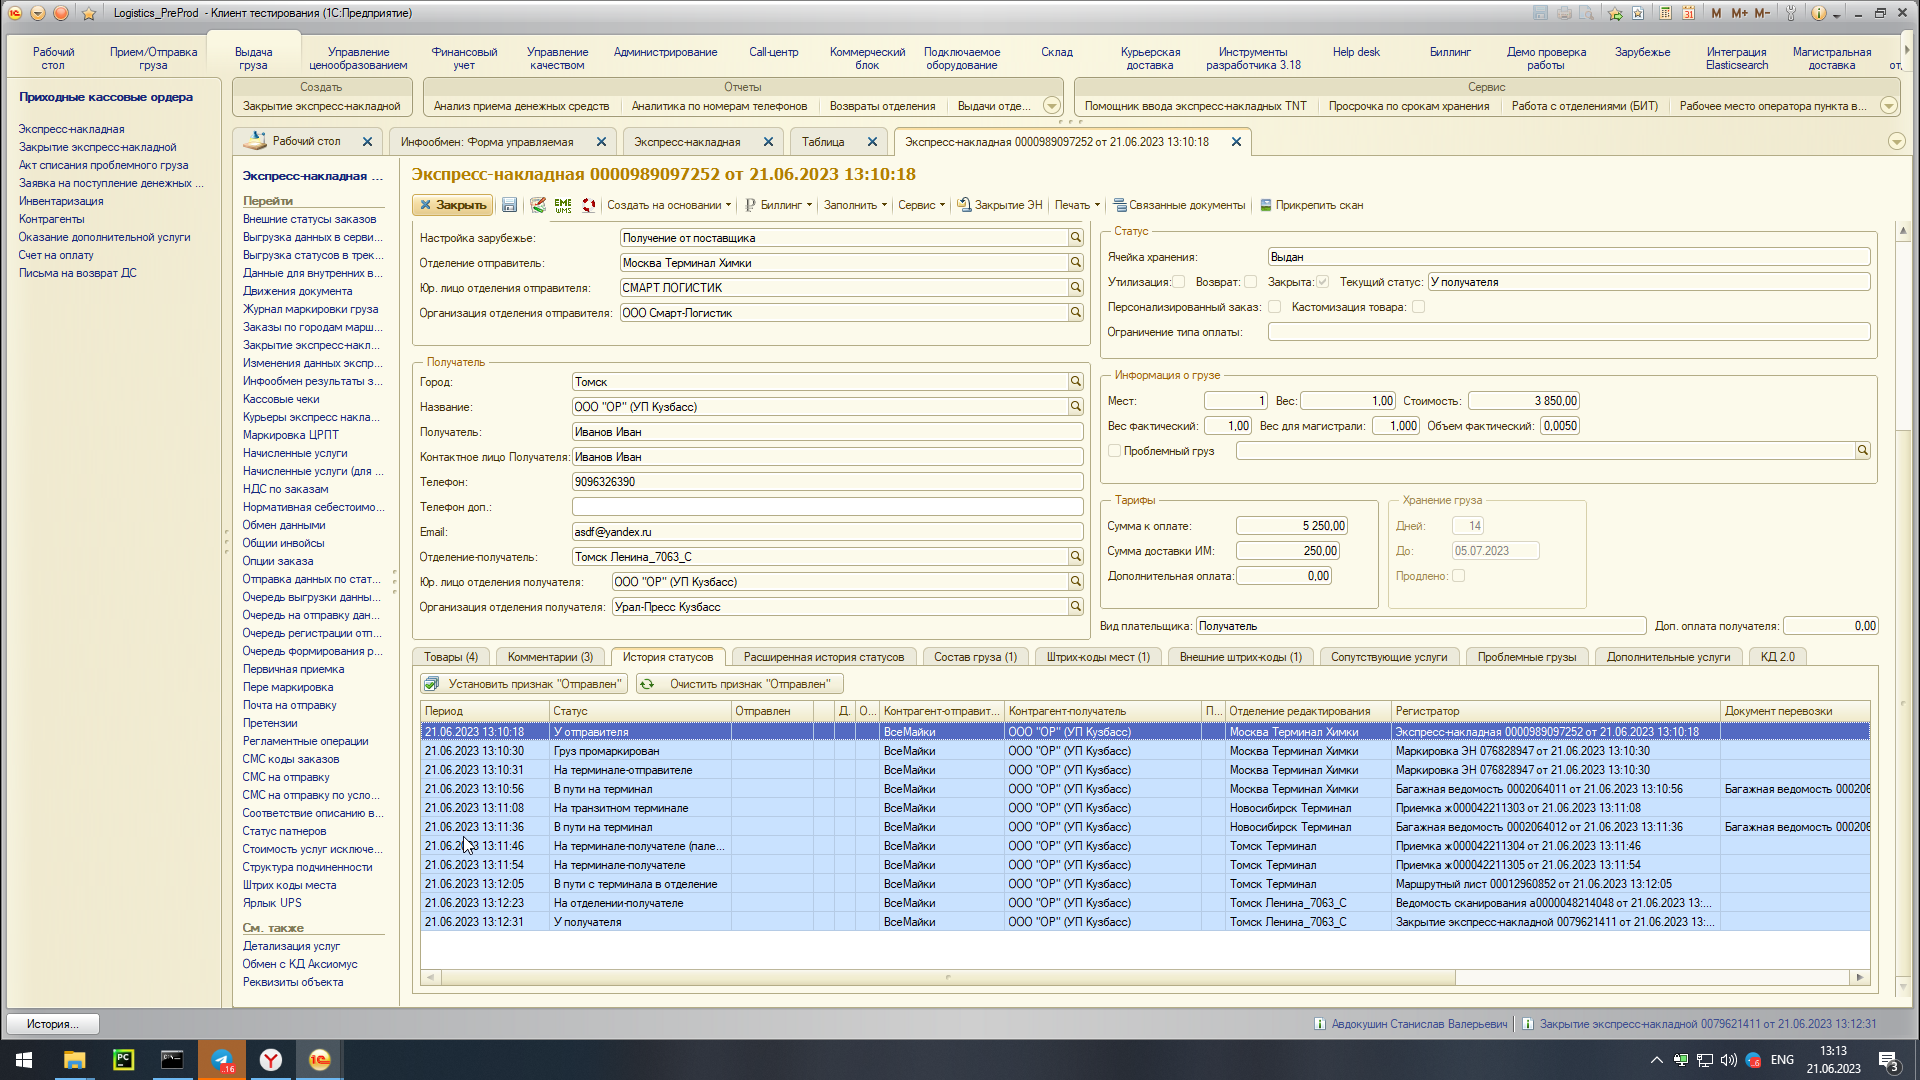 Logistics_PreProd - Клиент тестирования (1С:Предприятие)
M M+ M-
Рабочий стол
Прием/Отправка груза
Выдача груза
Управление ценообразованием
Финансовый учет
Управление качеством
Администрирование
Call-центр
Коммерческий блок
Подключаемое оборудование
Склад
Курьерская доставка
Инструменты разработчика 3.18
Help desk
Биллинг
Демо проверка работы
Зарубежье
Интеграция Elasticsearch
Магистральная доставка
Создать
Закрытие экспресс-накладной
Отчеты
Анализ приема денежных средств
Аналитика по номерам телефонов
Возвраты отделения
Выдачи отде...
Сервис
Помощник ввода экспресс-накладных TNT
Просрочка по срокам хранения
Работа с отделениями (БИТ)
Рабочее место оператора пункта в...
Приходные кассовые ордера
Экспресс-накладная
Закрытие экспресс-накладной
Акт списания проблемного груза
Заявка на поступление денежных ...
Инвентаризация
Контрагенты
Оказание дополнительной услуги
Счет на оплату
Письма на возврат ДС
Рабочий стол
Инфообмен: Форма управляемая
Экспресс-накладная
Таблица
Экспресс-накладная 0000989097252 от 21.06.2023 13:10:18
Экспресс-накладная ...
Перейти
Внешние статусы заказов
Выгрузка данных в серви...
Выгрузка статусов в трек...
Данные для внутренних в...
Движения документа
Журнал маркировки груза
Заказы по городам марш...
Закрытие экспресс-накл...
Изменения данных экспр...
Инфообмен результаты з...
Кассовые чеки
Курьеры экспресс накла...
Маркировка ЦРПТ
Начисленные услуги
Начисленные услуги (для ...
НДС по заказам
Нормативная себестоимо...
Обмен данными
Общии инвойсы
Опции заказа
Отправка данных по стат...
Очередь выгрузки данны...
Очередь на отправку дан...
Очередь регистрации отп...
Очередь формирования р...
Первичная приемка
Пере маркировка
Почта на отправку
Претензии
Регламентные операции
СМС коды заказов
СМС на отправку
СМС на отправку по усло...
Соответствие описанию в...
Статус патнеров
Стоимость услуг исключе...
Структура подчиненности
Штрих коды места
Ярлык UPS
См. также
Детализация услуг
Обмен с КД Аксиомус
Реквизиты объекта
Экспресс-накладная 0000989097252 от 21.06.2023 13:10:18
Закрыть
EME WMS
Создать на основании
Биллинг
Заполнить
Сервис
Закрытие ЭН
Печать
Связанные документы
Прикрепить скан
Настройка зарубежье: Получение от поставщика
Отделение отправитель: Москва Терминал Химки
Юр. лицо отделения отправителя: СМАРТ ЛОГИСТИК
Организация отделения отправителя: ООО Смарт-Логистик
Получатель
Город: Томск
Название: ООО "ОР" (УП Кузбасс)
Получатель: Иванов Иван
Контактное лицо Получателя: Иванов Иван
Телефон: 9096326390
Телефон доп.:
Email: asdf@yandex.ru
Отделение-получатель: Томск Ленина_7063_С
Юр. лицо отделения получателя: ООО "ОР" (УП Кузбасс)
Организация отделения получателя: Урал-Пресс Кузбасс
Статус
Ячейка хранения: Выдан
Утилизация: Возврат: Закрыта: Текущий статус: У получателя
Персонализированный заказ: Кастомизация товара:
Ограничение типа оплаты:
Информация о грузе
Мест: 1 Вес: 1,00 Стоимость: 3 850,00
Вес фактический: 1,00 Вес для магистрали: 1,000 Объем фактический: 0,0050
Проблемный груз
Тарифы
Сумма к оплате: 5 250,00
Сумма доставки ИМ: 250,00
Дополнительная оплата: 0,00
Хранение груза
Дней: 14
До: 05.07.2023
Продлено:
Вид плательщика: Получатель
Доп. оплата получателя: 0,00
Товары (4)
Комментарии (3)
История статусов
Расширенная история статусов
Состав груза (1)
Штрих-коды мест (1)
Внешние штрих-коды (1)
Сопутствующие услуги
Проблемные грузы
Дополнительные услуги
КД 2.0
Установить признак "Отправлен"
Очистить признак "Отправлен"
Период Статус Отправлен Д. О... Контрагент-отправит... Контрагент-получатель П... Отделение редактирования Регистратор Документ перевозки
21.06.2023 13:10:18 У отправителя ВсеМайки ООО "ОР" (УП Кузбасс) Москва Терминал Химки Экспресс-накладная 0000989097252 от 21.06.2023 13:10:18
21.06.2023 13:10:30 Груз промаркирован ВсеМайки ООО "ОР" (УП Кузбасс) Москва Терминал Химки Маркировка ЭН 076828947 от 21.06.2023 13:10:30
21.06.2023 13:10:31 На терминале-отправителе ВсеМайки ООО "ОР" (УП Кузбасс) Москва Терминал Химки Маркировка ЭН 076828947 от 21.06.2023 13:10:30
21.06.2023 13:10:56 В пути на терминал ВсеМайки ООО "ОР" (УП Кузбасс) Москва Терминал Химки Багажная ведомость 0002064011 от 21.06.2023 13:10:56 Багажная ведомость 000206
21.06.2023 13:11:08 На транзитном терминале ВсеМайки ООО "ОР" (УП Кузбасс) Новосибирск Терминал Приемка ж000042211303 от 21.06.2023 13:11:08
21.06.2023 13:11:36 В пути на терминал ВсеМайки ООО "ОР" (УП Кузбасс) Новосибирск Терминал Багажная ведомость 0002064012 от 21.06.2023 13:11:36 Багажная ведомость 000206
21.06.2023 13:11:46 На терминале-получателе (пале... ВсеМайки ООО "ОР" (УП Кузбасс) Томск Терминал Приемка ж000042211304 от 21.06.2023 13:11:46
21.06.2023 13:11:54 На терминале-получателе ВсеМайки ООО "ОР" (УП Кузбасс) Томск Терминал Приемка ж000042211305 от 21.06.2023 13:11:54
21.06.2023 13:12:05 В пути с терминала в отделение ВсеМайки ООО "ОР" (УП Кузбасс) Томск Терминал Маршрутный лист 00012960852 от 21.06.2023 13:12:05
21.06.2023 13:12:23 На отделении-получателе ВсеМайки ООО "ОР" (УП Кузбасс) Томск Ленина_7063_С Ведомость сканирования а0000048214048 от 21.06.2023 13:...
21.06.2023 13:12:31 У получателя ВсеМайки ООО "ОР" (УП Кузбасс) Томск Ленина_7063_С Закрытие экспресс-накладной 0079621411 от 21.06.2023 13:...
История...
Авдокушин Станислав Валерьевич
Закрытие экспресс-накладной 0079621411 от 21.06.2023 13:12:31
ENG
13:13
21.06.2023
3